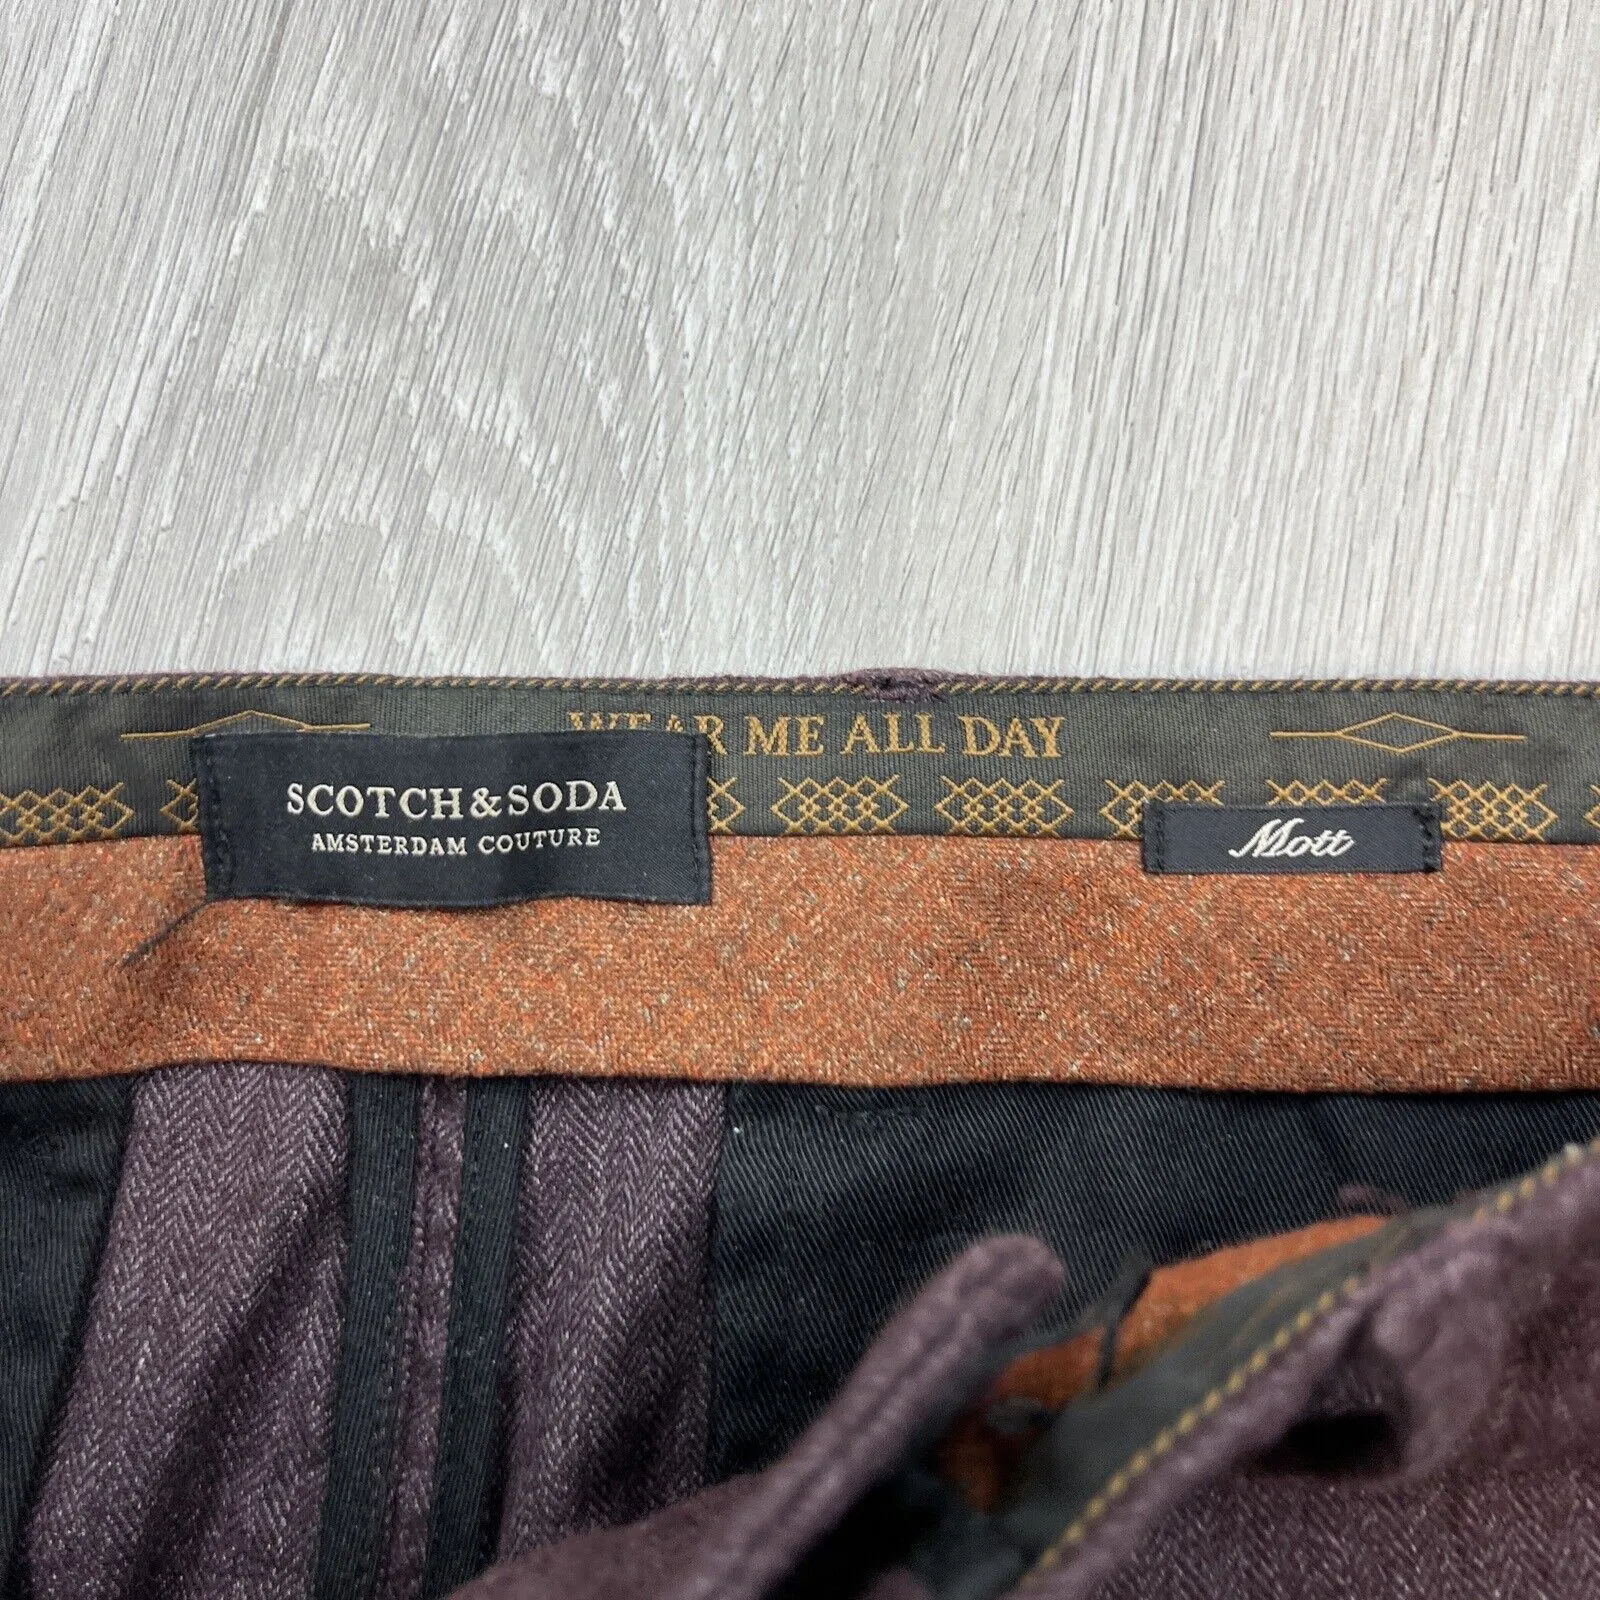 WEAR ME ALL DAY
SCOTCH & SODA
AMSTERDAM COUTURE
Mott